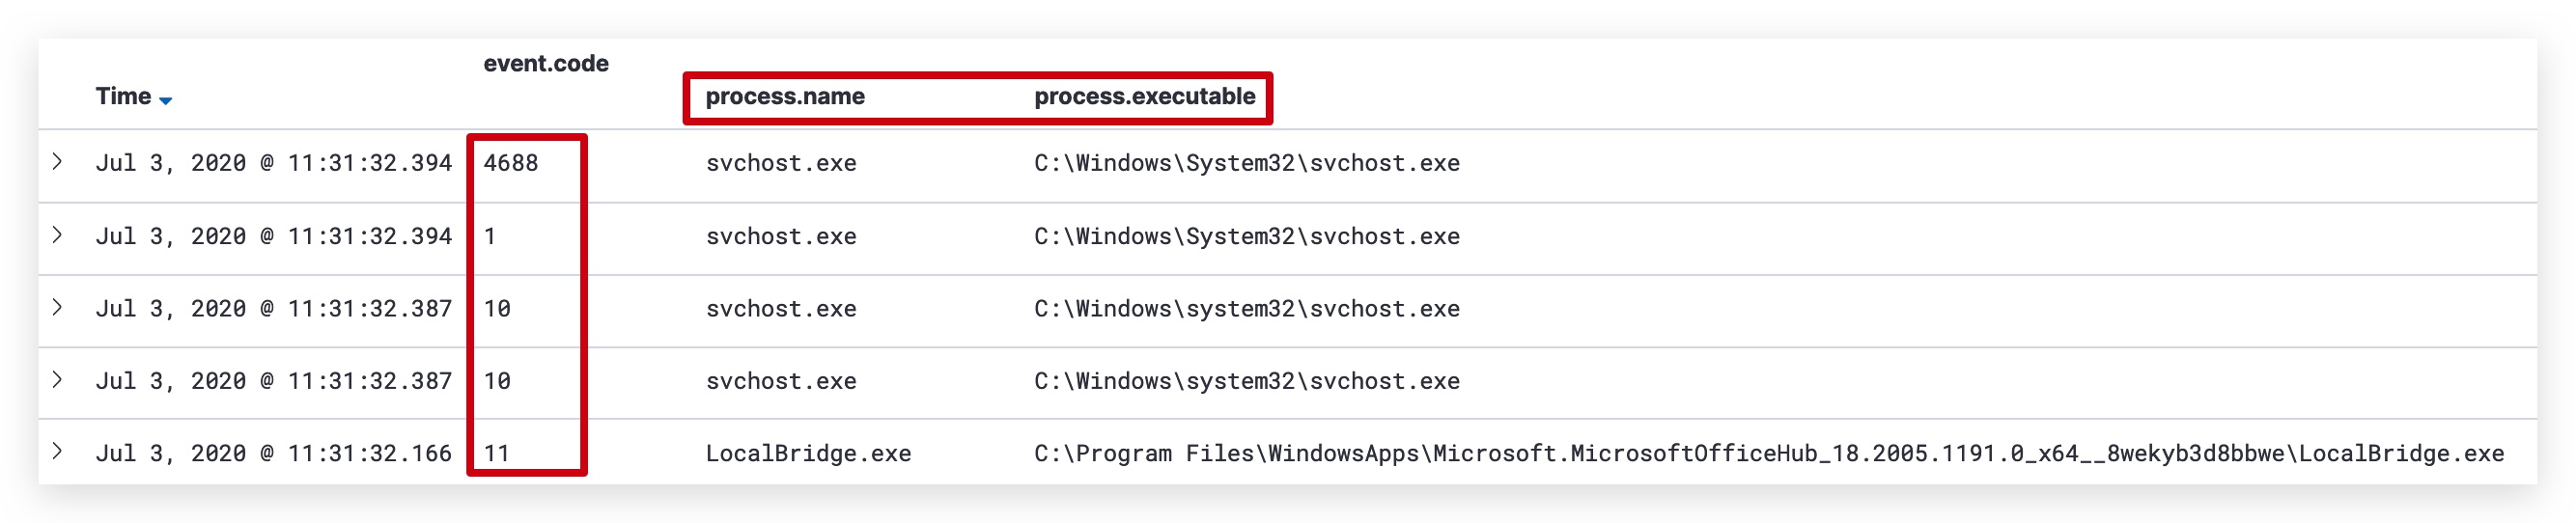 event.code
Time process.name process.executable
Jul 3, 2020 @ 11:31:32.394 4688 svchost.exe C:\Windows\System32\svchost.exe
Jul 3, 2020 @ 11:31:32.394 1 svchost.exe C:\Windows\System32\svchost.exe
Jul 3, 2020 @ 11:31:32.387 10 svchost.exe C:\Windows\system32\svchost.exe
Jul 3, 2020 @ 11:31:32.387 10 svchost.exe C:\Windows\system32\svchost.exe
Jul 3, 2020 @ 11:31:32.166 11 LocalBridge.exe C:\Program Files\WindowsApps\Microsoft.MicrosoftOfficeHub_18.2005.1191.0_x64__8wekyb3d8bbwe\LocalBridge.exe